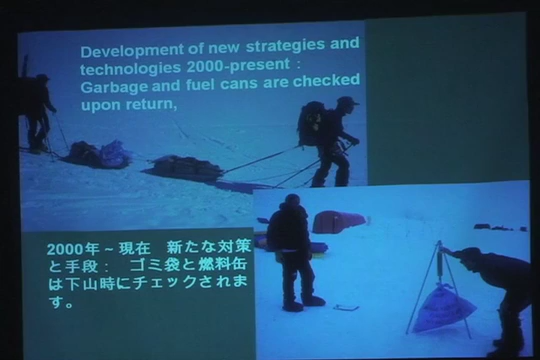 Development of new strategies and
technologies 2000-present :
Garbage and fuel cans are checked
upon return,
2000年~現在　新たな対策
と手段：　ゴミ袋と燃料缶
は下山時にチェックされま
す。